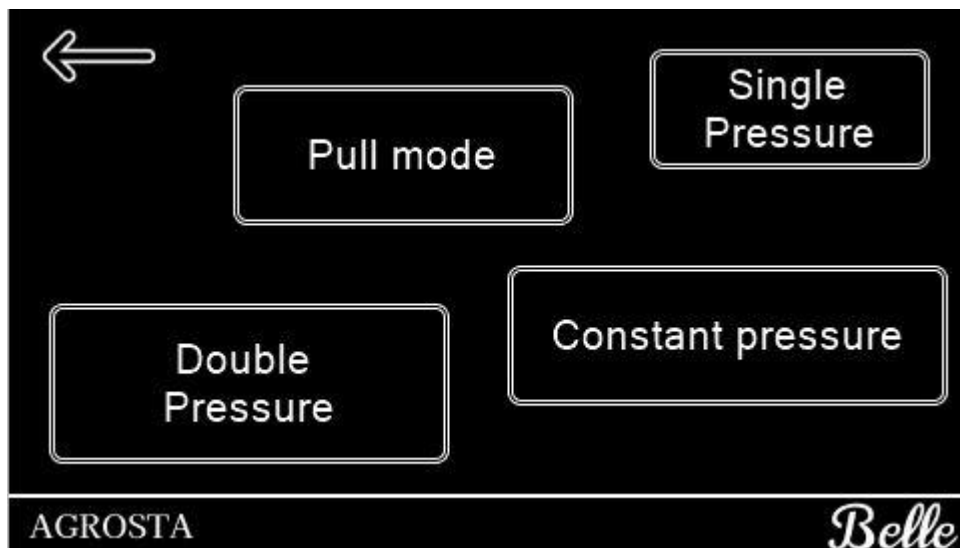 Single
Pressure
Pull mode
Constant pressure
Double
Pressure
AGROSTA
Belle